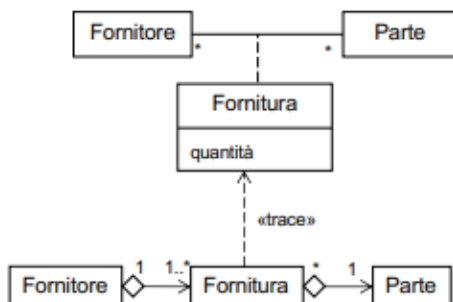 Fornitore Parte
* *
Fornitura
quantità
«trace»
1 1..* * 1
Fornitore Fornitura Parte